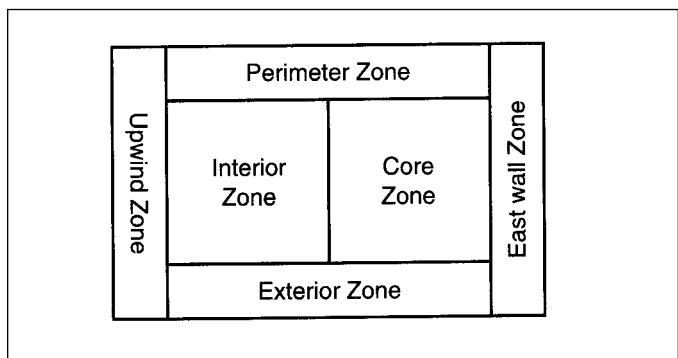 Perimeter Zone
Upwind Zone
Interior
Zone
Core
Zone
East wall Zone
Exterior Zone